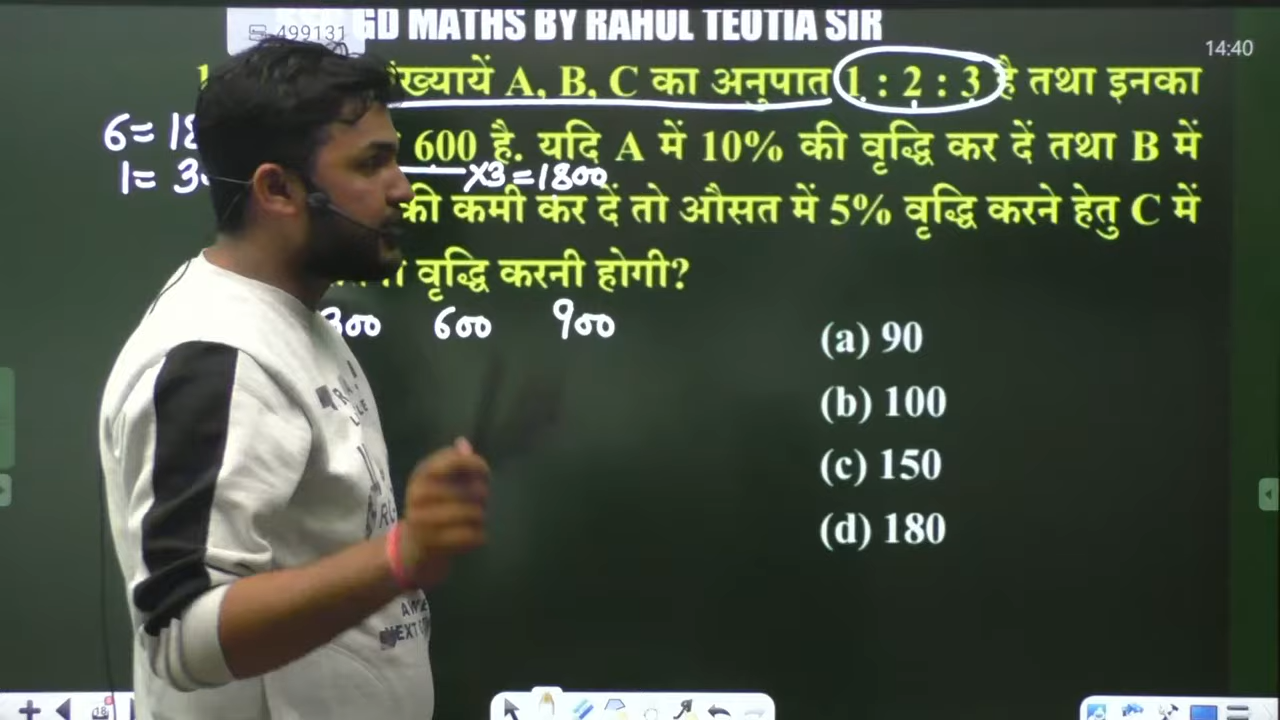 499131 GD MATHS BY RAHUL TEOTIA SIR
14:40
A, B, C का अनुपात 1 : 2 : 3 है तथा इनका
6= 18
600 है. यदि A में 10% की वृद्धि कर दें तथा B में
1= 3
×3=1800
की कमी कर दें तो औसत में 5% वृद्धि करने हेतु C में
वृद्धि करनी होगी?
300 600 900
(a) 90
(b) 100
(c) 150
(d) 180